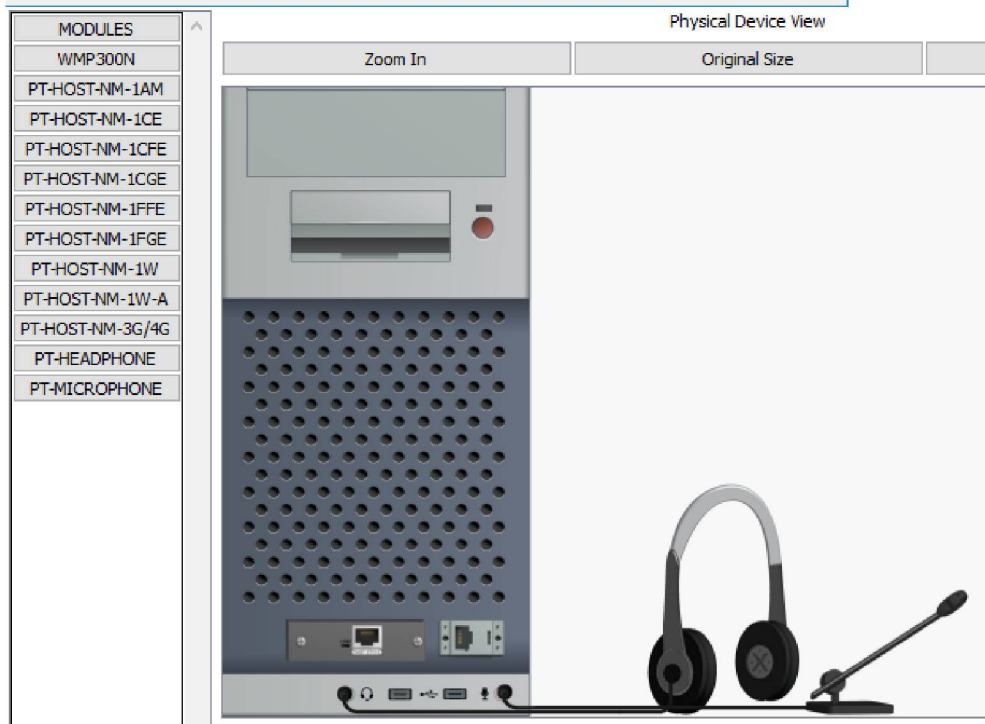 Physical Device View
MODULES
WMP300N
PT-HOST-NM-1AM
PT-HOST-NM-1CE
PT-HOST-NM-1CFE
PT-HOST-NM-1CGE
PT-HOST-NM-1FFE
PT-HOST-NM-1FGE
PT-HOST-NM-1W
PT-HOST-NM-1W-A
PT-HOST-NM-3G/4G
PT-HEADPHONE
PT-MICROPHONE
Zoom In
Original Size